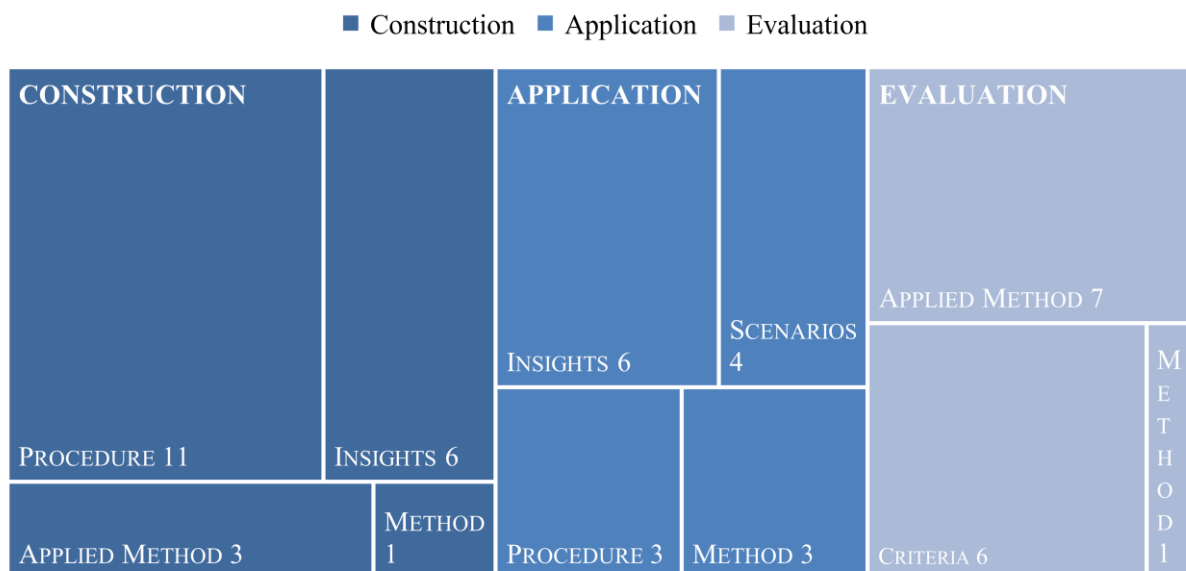 Construction Application Evaluation
CONSTRUCTION
PROCEDURE 11
INSIGHTS 6
APPLIED METHOD 3
METHOD
1
APPLICATION
INSIGHTS 6
SCENARIOS
4
PROCEDURE 3
METHOD 3
EVALUATION
APPLIED METHOD 7
CRITERIA 6
METHOD 1